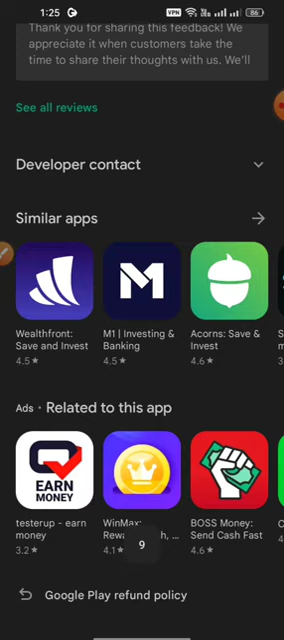 1:25
VPN
86
Thank you for sharing this feedback! We
appreciate it when customers take the
time to share their thoughts with us. We'll
See all reviews
Developer contact
Similar apps
M
Wealthfront:
Save and Invest
4.5★
M1 | Investing &
Banking
4.5★
Acorns: Save &
Invest
4.6★
Ads • Related to this app
EARN
MONEY
testerup - earn
money
3.2★
WinMax:
4.1★
BOSS Money:
Send Cash Fast
4.6★
9
Google Play refund policy